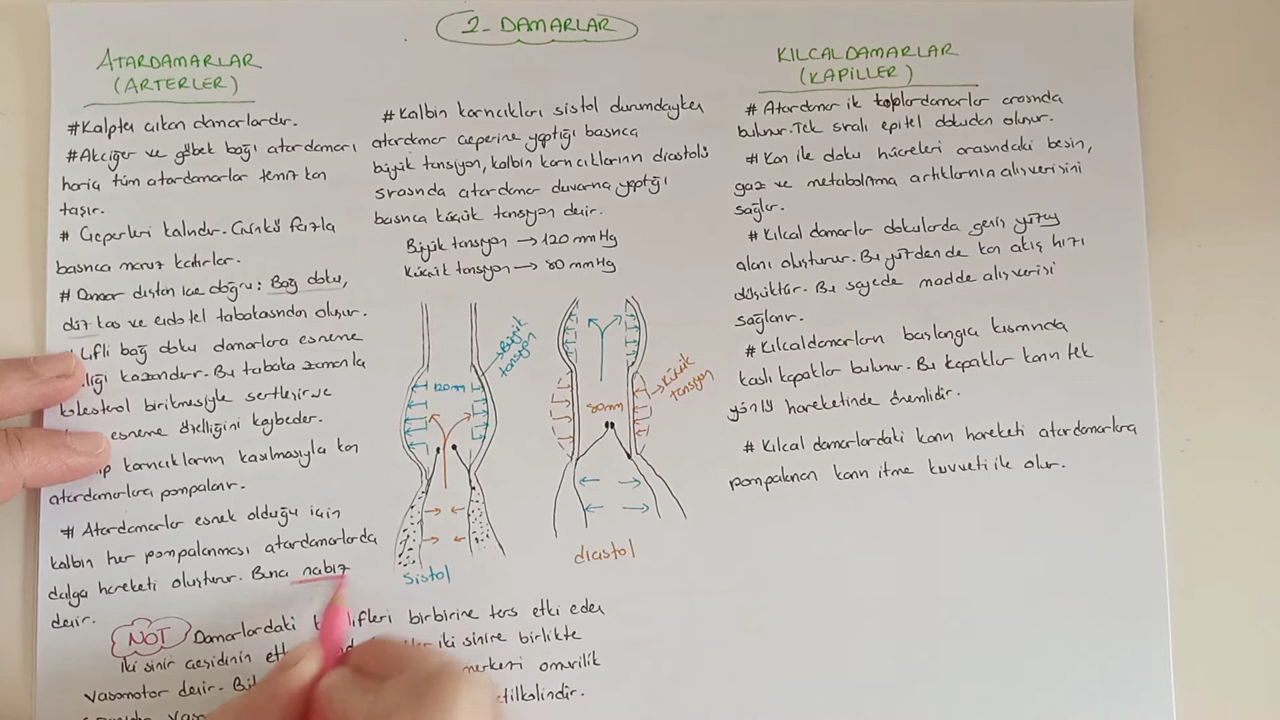 2- DAMARLAR
ATARDAMARLAR
(ARTERLER)
#Kalpten çıkan damarlardır.
#Akciğer ve göbek bağı atardamarı
hariç tüm atardamarlar temiz kan
taşır.
# Çeperleri kalındır. Çünkü fazla
basınca maruz kalırlar.
# Damar dıştan içe doğru: Bağ doku,
düz kas ve endotel tabakasından oluşur.
Lifli bağ doku damarlara esneme
kazandırır. Bu tabaka zamanla
kolestrol birikmesiyle sertleşir ve
esneme özelliğini kaybeder.
karıncıkların kasılmasıyla kan
atardamarlara pompalanır.
# Atardamarlar esnek olduğu için
kalbin her pompalanması atardamarlarda
dalga hareketi oluşturur. Buna nabız
denir.
#Kalbin karıncıkları sistol durumdayken
atardamar çeperine yaptığı basınca
büyük tansiyon, kalbin karıncıklarının diastolü
sırasında atardamar duvarına yaptığı
basınca küçük tansiyon denir.
Büyük tansiyon → 120 mmHg
Küçük tansiyon → 80 mmHg
Büyük
tansiyon
120mm
sistol
Küçük
tansiyon
80mm
diastol
NOT Damarlardaki lifleri birbirine ters etki eden
iki sinir çeşidinin iki sinire birlikte
vasomotor denir. merkezi omurilik
etkilidir.
KILCALDAMARLAR
(KAPİLLER)
# Atardamar ile toplardamarlar arasında
bulunur. Tek sıralı epitel dokudan oluşur.
# Kan ile doku hücreleri arasındaki besin,
gaz ve metabolizma artıklarının alışverişini
sağlar.
# Kılcal damarlar dokularda geniş yüzey
alanı oluşturur. Bu yüzden de kan akış hızı
düşüktür. Bu sayede madde alışverişi
sağlanır.
# Kılcaldamarların başlangıç kısmında
kaslı kapaklar bulunur. Bu kapaklar kanın tek
yönlü hareketinde önemlidir.
# Kılcal damarlardaki kanın hareketi atardamarlara
pompalanan kanın itme kuvveti ile olur.